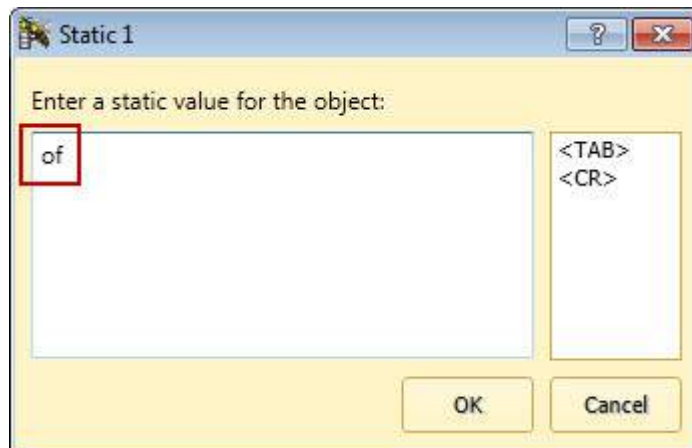 Static 1
Enter a static value for the object:
of
<TAB>
<CR>
OK
Cancel